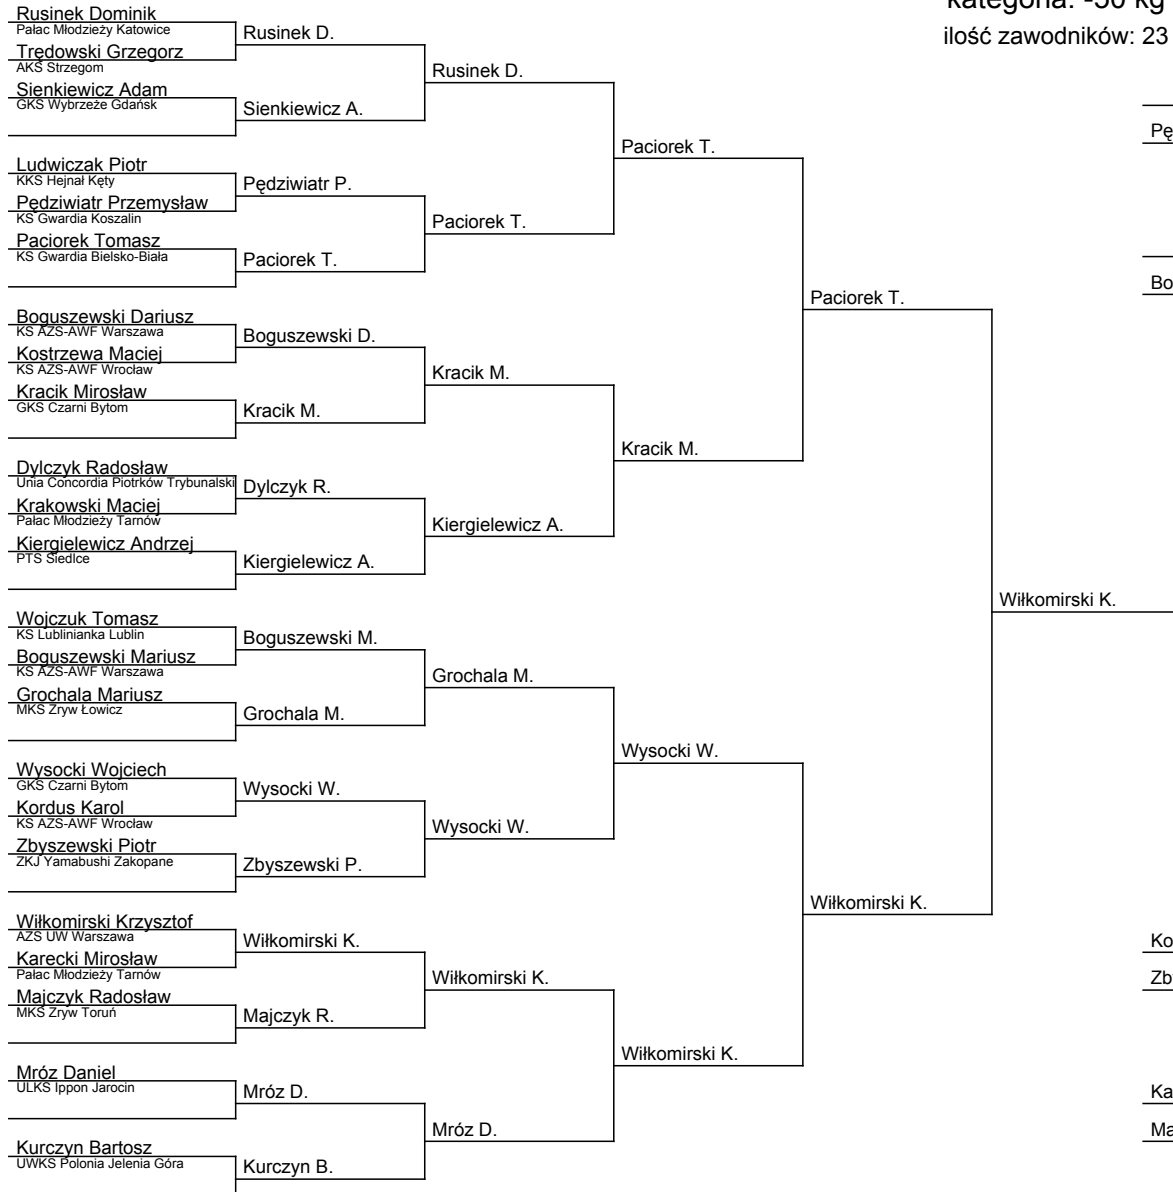 kategoria: -50 kg
ilość zawodników: 23
Rusinek Dominik
Pałac Młodzieży Katowice
Trędowski Grzegorz
AKS Strzegom
Sienkiewicz Adam
GKS Wybrzeże Gdańsk
Ludwiczak Piotr
KKS Hejnał Kęty
Pędziwiatr Przemysław
KS Gwardia Koszalin
Paciorek Tomasz
KS Gwardia Bielsko-Biała
Boguszewski Dariusz
KS AZS-AWF Warszawa
Kostrzewa Maciej
KS AZS-AWF Wrocław
Kracik Mirosław
GKS Czarni Bytom
Dylczyk Radosław
Unia Concordia Piotrków Trybunalski
Krakowski Maciej
Pałac Młodzieży Tarnów
Kiergielewicz Andrzej
PTS Siedlce
Wojczuk Tomasz
KS Lublinianka Lublin
Boguszewski Mariusz
KS AZS-AWF Warszawa
Grochala Mariusz
MKS Zryw Łowicz
Wysocki Wojciech
GKS Czarni Bytom
Kordus Karol
KS AZS-AWF Wrocław
Zbyszewski Piotr
ZKJ Yamabushi Zakopane
Wiłkomirski Krzysztof
AZS UW Warszawa
Karecki Mirosław
Pałac Młodzieży Tarnów
Majczyk Radosław
MKS Zryw Toruń
Mróz Daniel
ULKS Ippon Jarocin
Kurczyn Bartosz
UWKS Polonia Jelenia Góra
Rusinek D.
Sienkiewicz A.
Pędziwiatr P.
Paciorek T.
Boguszewski D.
Kracik M.
Dylczyk R.
Kiergielewicz A.
Boguszewski M.
Grochala M.
Wysocki W.
Zbyszewski P.
Wiłkomirski K.
Majczyk R.
Mróz D.
Kurczyn B.
Rusinek D.
Paciorek T.
Kracik M.
Kiergielewicz A.
Grochala M.
Wysocki W.
Wiłkomirski K.
Mróz D.
Paciorek T.
Kracik M.
Wysocki W.
Wiłkomirski K.
Paciorek T.
Wiłkomirski K.
Wiłkomirski K.
Pę
Bo
Ko
Zb
Ka
Ma